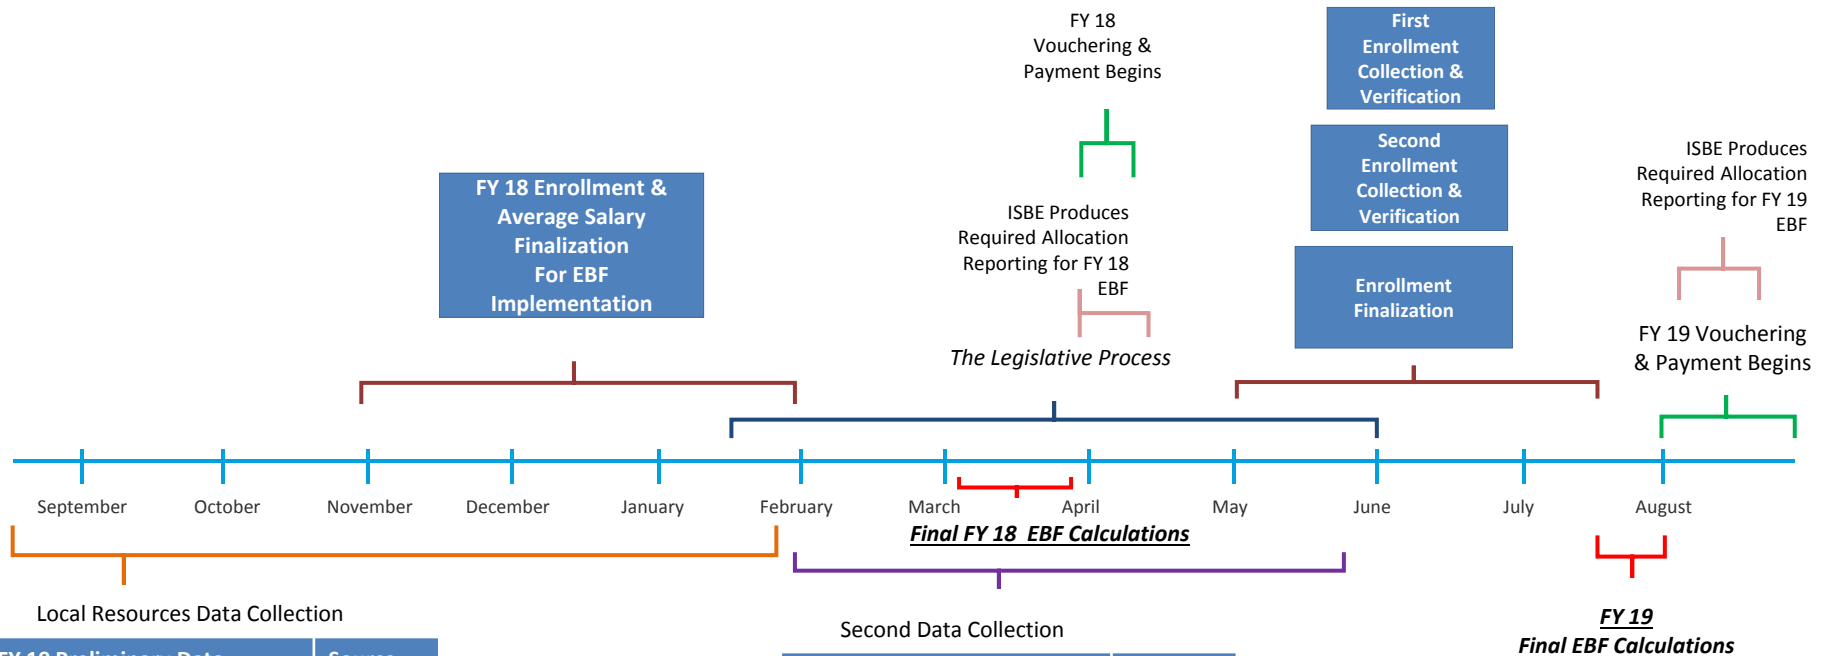 FY 18
Vouchering &
Payment Begins
First
Enrollment
Collection &
Verification
Second
Enrollment
Collection &
Verification
ISBE Produces
Required Allocation
Reporting for FY 19
EBF
FY 18 Enrollment &
Average Salary
Finalization
For EBF
Implementation
ISBE Produces
Required Allocation
Reporting for FY 18
EBF
Enrollment
Finalization
The Legislative Process
FY 19 Vouchering
& Payment Begins
September October November December January February March April May June July August
Final FY 18 EBF Calculations
Local Resources Data Collection
Second Data Collection
FY 19
Final EBF Calculations